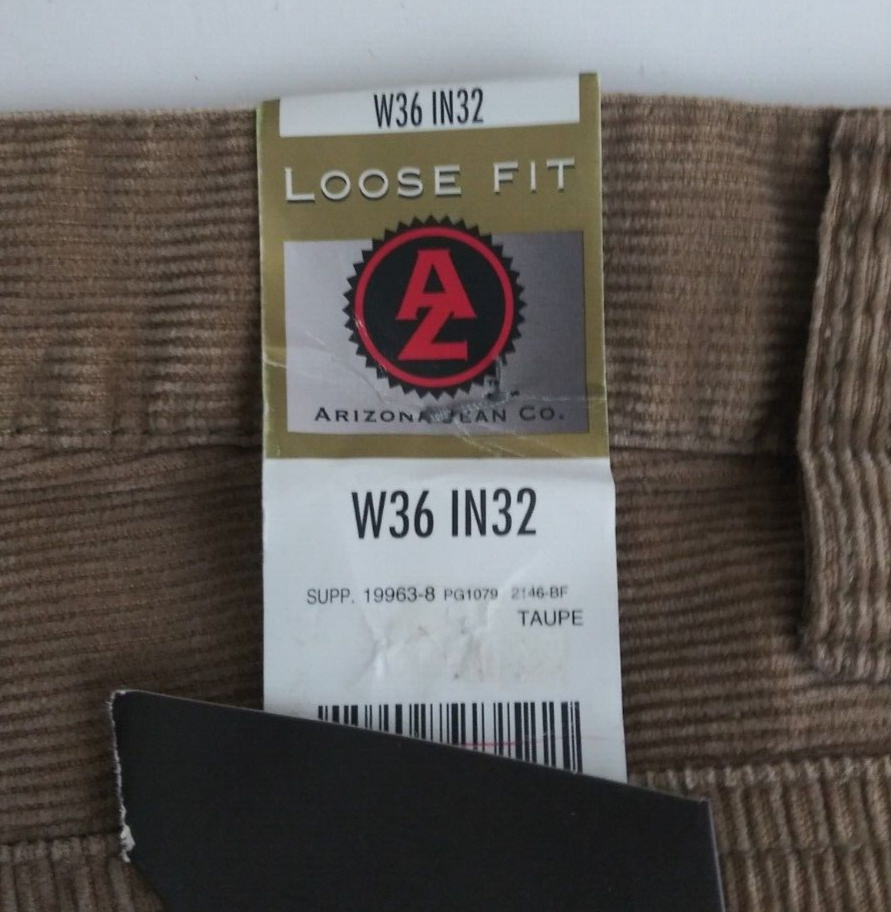 W36 IN32
LOOSE FIT
AZ
ARIZONA JEAN CO.
W36 IN32
SUPP. 19963-8 PG1079 2146-BF
TAUPE